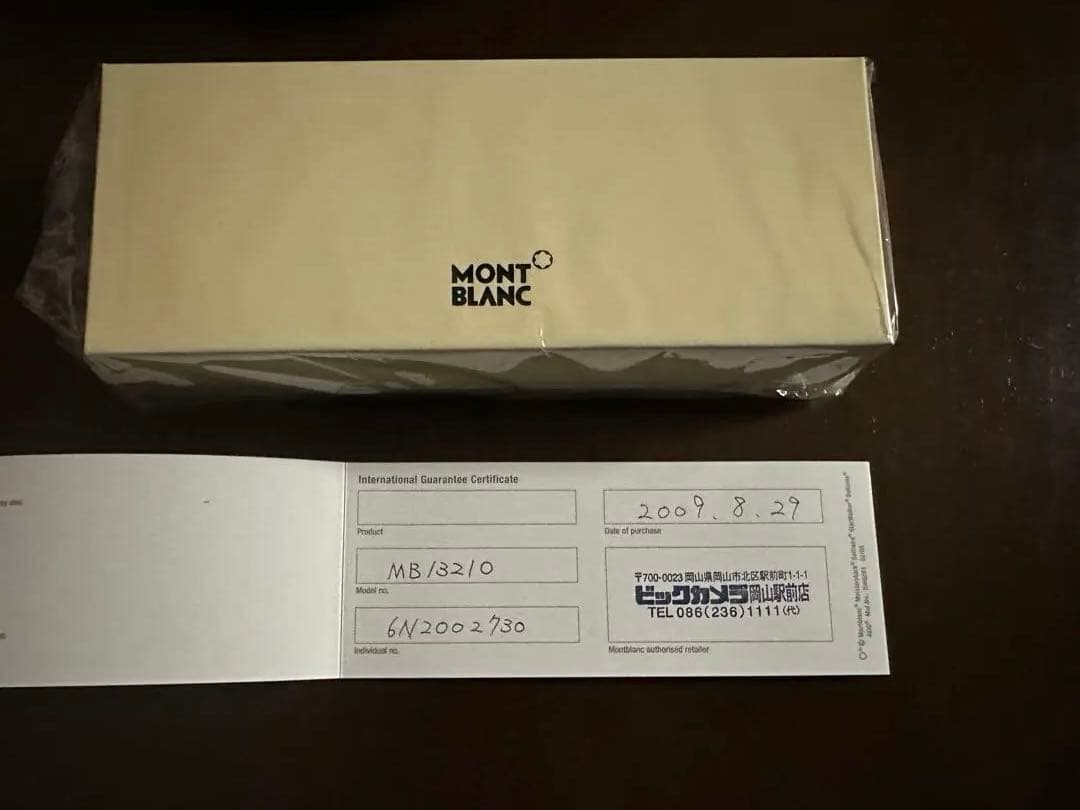 MONT
BLANC
International Guarantee Certificate
Product
MB13210
Model no.
6N2002730
Individual no.
2009. 8. 29
Date of purchase
〒700-0023 岡山県岡山市北区駅前町1-1-1
ビックカメラ岡山駅前店
TEL 086(236)1111(代)
Montblanc authorised retailer